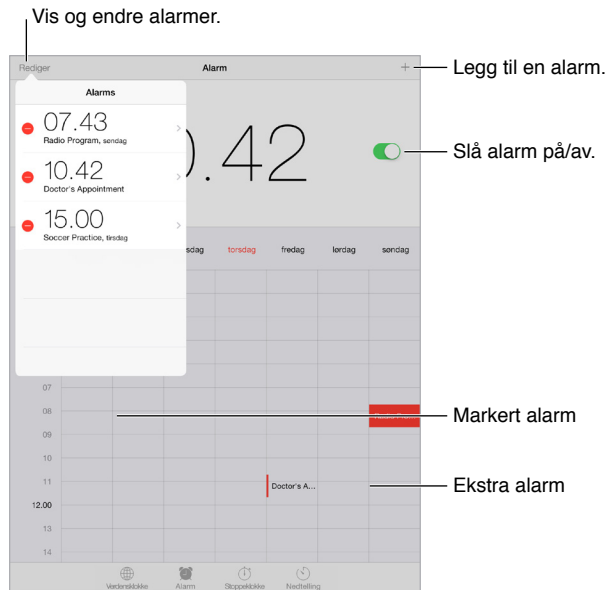 Vis og endre alarmer.
Rediger
Alarm
+
Legg til en alarm.
Alarms
07.43
Radio Program, søndag
.42
Slå alarm på/av.
10.42
Doctor's Appointment
15.00
Soccer Practice, tirsdag
sdag torsdag fredag lørdag søndag
07
08
Markert alarm
09
10
11
Doctor's A...
Ekstra alarm
12.00
13
14
Verdensklokke Alarm Stoppeklokke Nedtelling